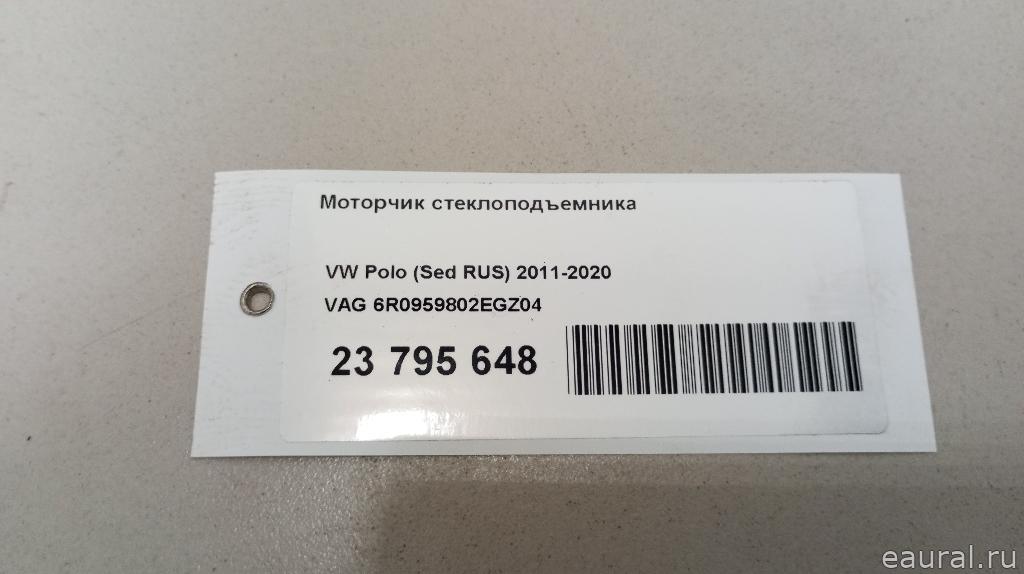 Моторчик стеклоподъемника
VW Polo (Sed RUS) 2011-2020
VAG 6R0959802EGZ04
23 795 648
eaural.ru